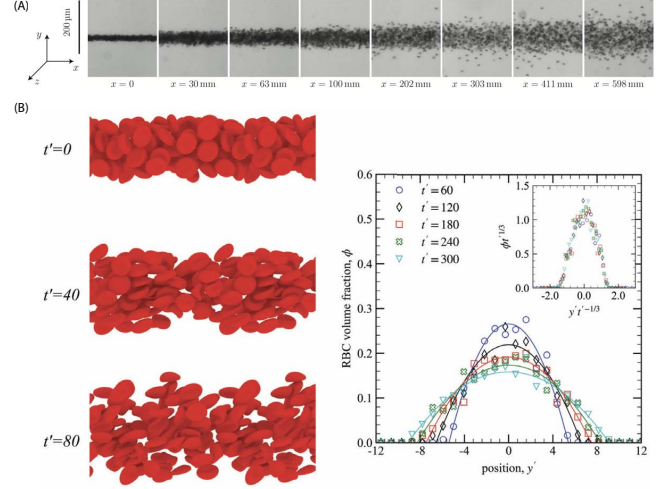 (A)
200 μm
y
x
z
x = 0
x = 30 mm
x = 63 mm
x = 100 mm
x = 202 mm
x = 303 mm
x = 411 mm
x = 598 mm
(B)
t'=0
t'=40
t'=80
RBC volume fraction, ϕ
0.6
0.5
0.4
0.3
0.2
0.1
0.0
t' = 60
t' = 120
t' = 180
t' = 240
t' = 300
ϕt'^1/3
1.5
1.0
0.5
0.0
-2.0 0.0 2.0
y't'^-1/3
-12 -8 -4 0 4 8 12
position, y'